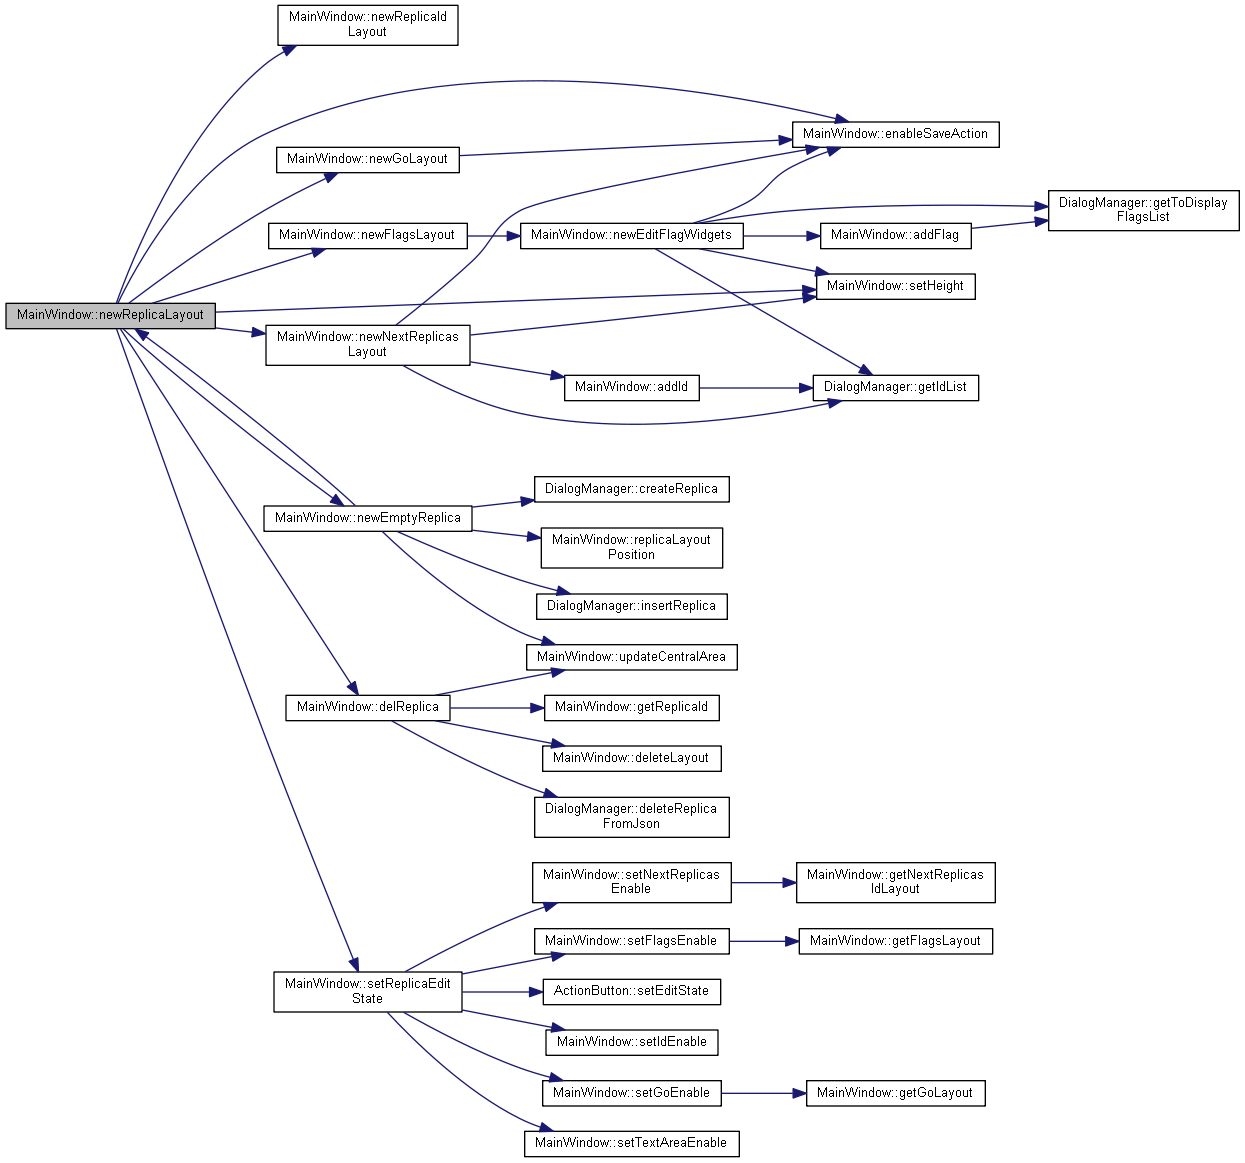 MainWindow::newReplicaId
Layout
MainWindow::enableSaveAction
MainWindow::newGoLayout
DialogManager::getToDisplay
FlagsList
MainWindow::newFlagsLayout
MainWindow::newEditFlagWidgets
MainWindow::addFlag
MainWindow::setHeight
MainWindow::newReplicaLayout
MainWindow::newNextReplicas
Layout
MainWindow::addId
DialogManager::getIdList
DialogManager::createReplica
MainWindow::newEmptyReplica
MainWindow::replicaLayout
Position
DialogManager::insertReplica
MainWindow::updateCentralArea
MainWindow::delReplica
MainWindow::getReplicaId
MainWindow::deleteLayout
DialogManager::deleteReplica
FromJson
MainWindow::setNextReplicas
Enable
MainWindow::getNextReplicas
IdLayout
MainWindow::setFlagsEnable
MainWindow::getFlagsLayout
MainWindow::setReplicaEdit
State
ActionButton::setEditState
MainWindow::setIdEnable
MainWindow::setGoEnable
MainWindow::getGoLayout
MainWindow::setTextAreaEnable